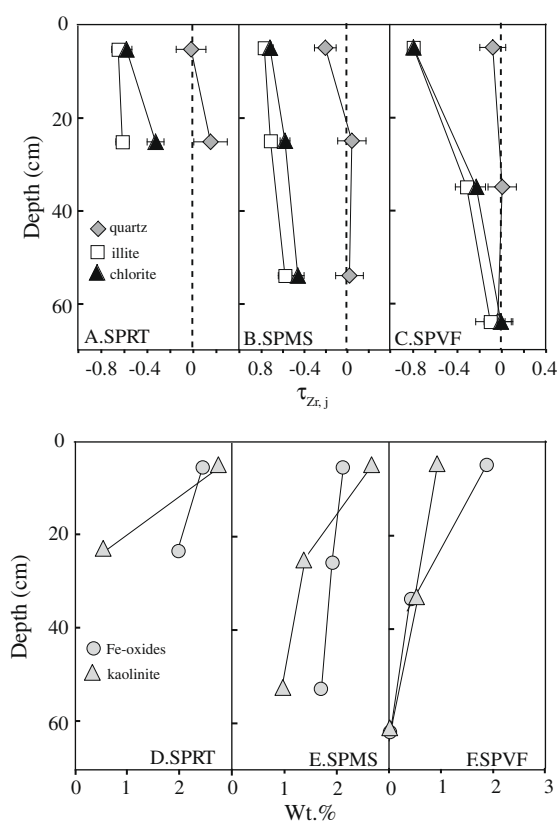 0
20
40
60
Depth (cm)
quartz
illite
chlorite
A.SPRT
B.SPMS
C.SPVF
-0.8 -0.4 0 0.8 -0.4 0 -0.8 -0.4 0 0.4
τZr, j
0
20
40
60
Depth (cm)
Fe-oxides
kaolinite
D.SPRT
E.SPMS
F.SPVF
0 1 2 0 1 2 0 1 2 3
Wt.%